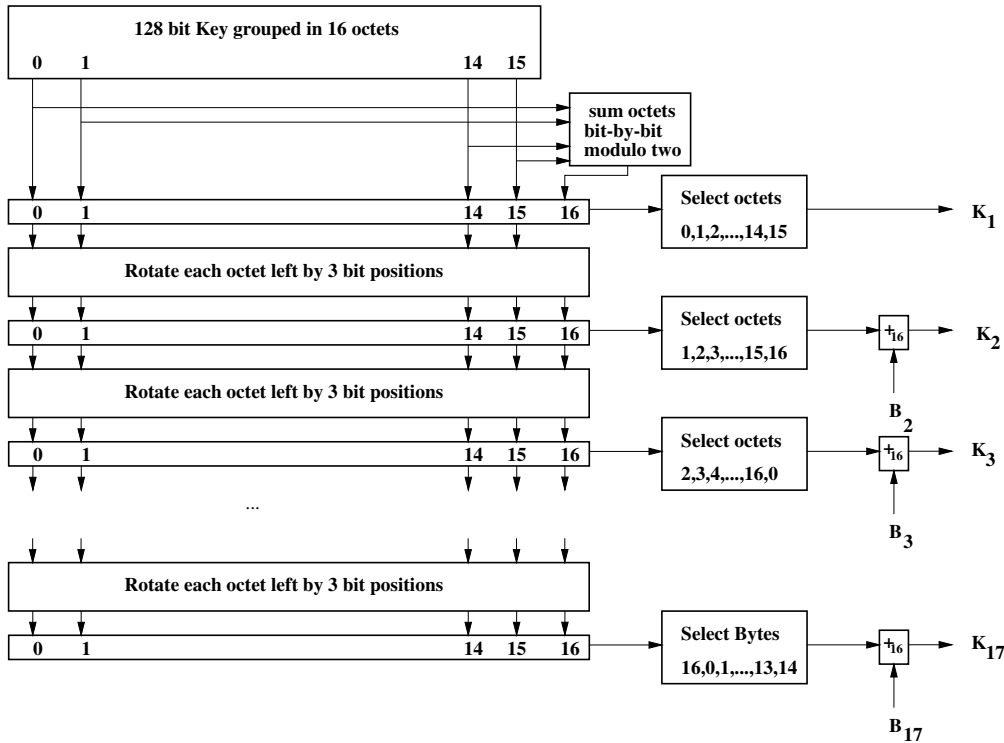 128 bit Key grouped in 16 octets
0 1 14 15
sum octets
bit-by-bit
modulo two
0 1 14 15 16
Select octets
0,1,2,...,14,15
K1
Rotate each octet left by 3 bit positions
0 1 14 15 16
Select octets
1,2,3,...,15,16
+16
K2
B2
Rotate each octet left by 3 bit positions
0 1 14 15 16
Select octets
2,3,4,...,16,0
+16
K3
B3
...
Rotate each octet left by 3 bit positions
0 1 14 15 16
Select Bytes
16,0,1,...,13,14
+16
K17
B17